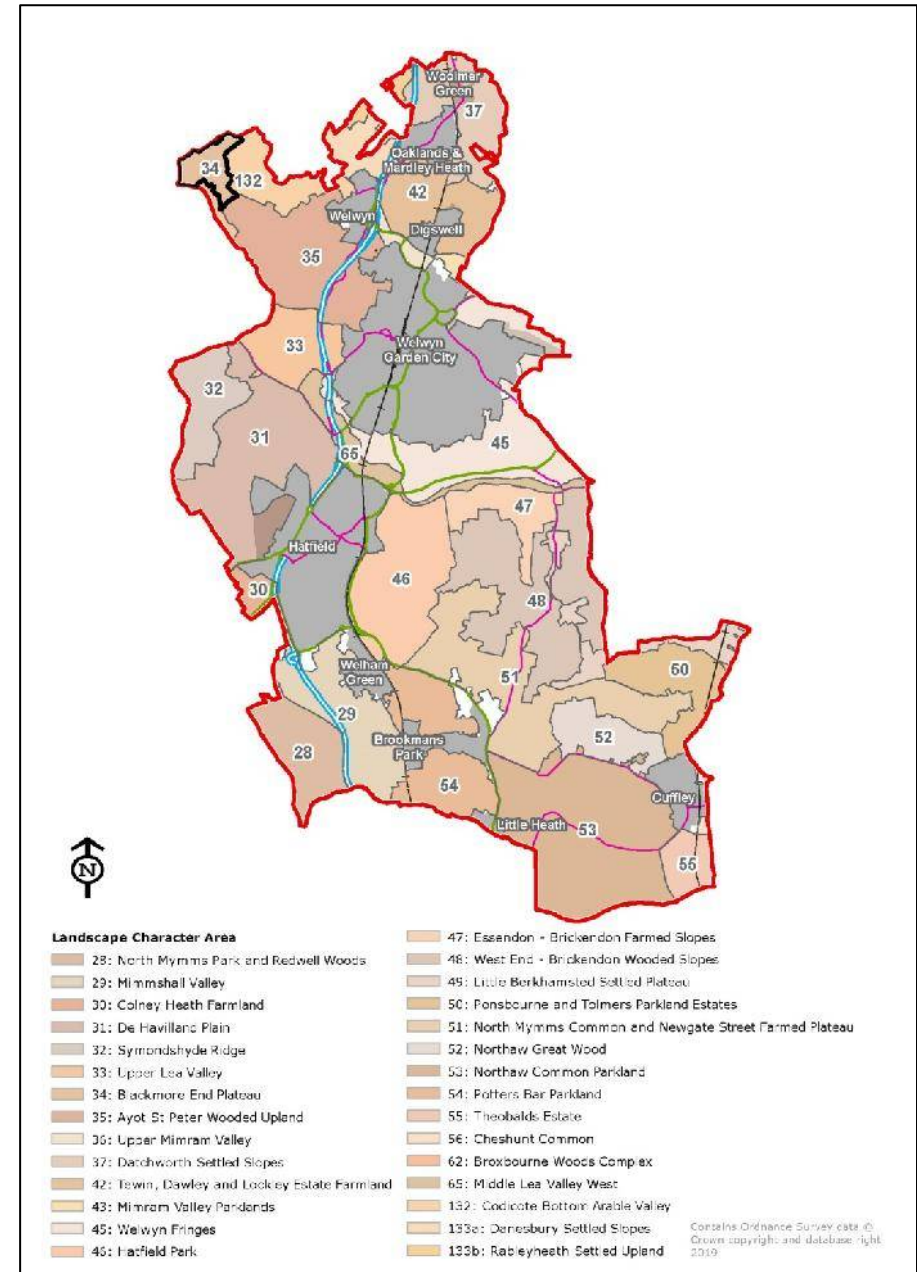 Woolmer
Green
37
Oaklands &
Mardley Heath
34
132
42
Welwyn
Digswell
35
Welwyn
Garden City
33
32
31
45
65
47
Hatfield
46
30
48
Welham
Green
51
50
29
52
Brookmans
Park
28
54
Cuffley
Little Heath
53
55
N
Landscape Character Area
28: North Mymms Park and Redwell Woods
29: Mimmshall Valley
30: Colney Heath Farmland
31: De Havilland Plain
32: Symondshyde Ridge
33: Upper Lea Valley
34: Blackmore End Plateau
35: Ayot St Peter Wooded Upland
36: Upper Mimram Valley
37: Datchworth Settled Slopes
42: Tewin, Dawley and Lockley Estate Farmland
43: Mimram Valley Parklands
45: Welwyn Fringes
46: Hatfield Park
47: Essendon - Brickendon Farmed Slopes
48: West End - Brickendon Wooded Slopes
49: Little Berkhamsted Settled Plateau
50: Ponsbourne and Tolmers Parkland Estates
51: North Mymms Common and Newgate Street Farmed Plateau
52: Northaw Great Wood
53: Northaw Common Parkland
54: Potters Bar Parkland
55: Theobalds Estate
56: Cheshunt Common
62: Broxbourne Woods Complex
65: Middle Lea Valley West
132: Codicote Bottom Arable Valley
133a: Danesbury Settled Slopes
133b: Rableyheath Settled Upland
Contains Ordnance Survey data ©
Crown copyright and database right
2019